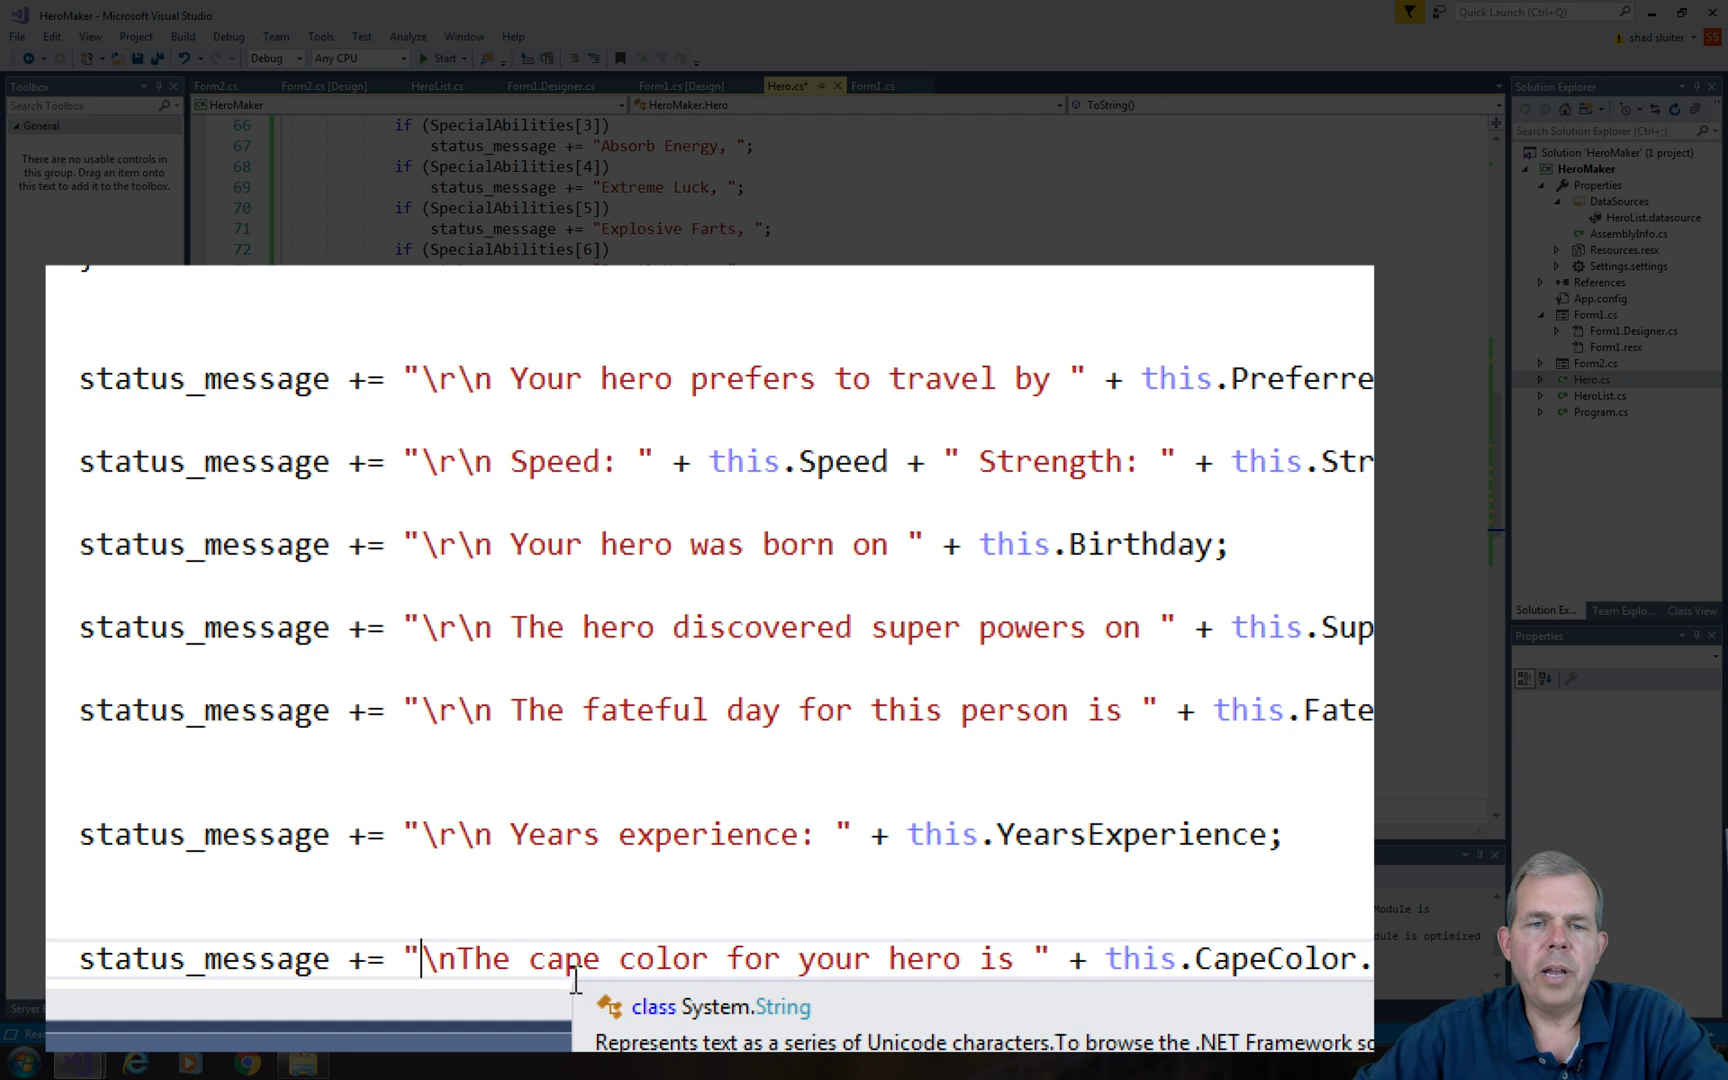 HeroMaker - Microsoft Visual Studio
Quick Launch (Ctrl+Q)
File Edit View Project Build Debug Team Tools Test Analyze Window Help
shad sluiter
SS
Debug
Any CPU
Start
Toolbox
Form2.cs
Form2.cs [Design]
HeroList.cs
Form1.Designer.cs
Form1.cs [Design]
Hero.cs*
Form1.cs
Solution Explorer
Search Toolbox
HeroMaker
HeroMaker.Hero
ToString()
General
There are no usable controls in
this group. Drag an item onto
this text to add it to the toolbox.
66 if (SpecialAbilities[3])
67 status_message += "Absorb Energy, ";
68 if (SpecialAbilities[4])
69 status_message += "Extreme Luck, ";
70 if (SpecialAbilities[5])
71 status_message += "Explosive Farts, ";
72 if (SpecialAbilities[6])
status_message += "\r\n Your hero prefers to travel by " + this.Preferre
status_message += "\r\n Speed: " + this.Speed + " Strength: " + this.Str
status_message += "\r\n Your hero was born on " + this.Birthday;
status_message += "\r\n The hero discovered super powers on " + this.Sup
status_message += "\r\n The fateful day for this person is " + this.Fate
status_message += "\r\n Years experience: " + this.YearsExperience;
status_message += "\nThe cape color for your hero is " + this.CapeColor.
class System.String
Represents text as a series of Unicode characters.To browse the .NET Framework sc
Search Solution Explorer (Ctrl+;)
Solution 'HeroMaker' (1 project)
HeroMaker
Properties
DataSources
HeroList.datasource
AssemblyInfo.cs
Resources.resx
Settings.settings
References
App.config
Form1.cs
Form1.Designer.cs
Form1.resx
Form2.cs
Hero.cs
HeroList.cs
Program.cs
Solution Ex...
Team Explo...
Class View
Properties
Module is
dule is optimized
Server
Rea